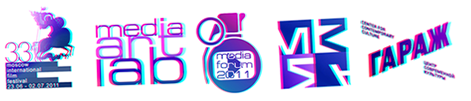 33
moscow
international
film
festival
23.06 - 02.07.2011
media
art
lab
media
forum
2011
CENTER FOR
CONTEMPORARY
CULTURE
ГАРАЖ
ЦЕНТР
СОВРЕМЕННОЙ
КУЛЬТУРЫ